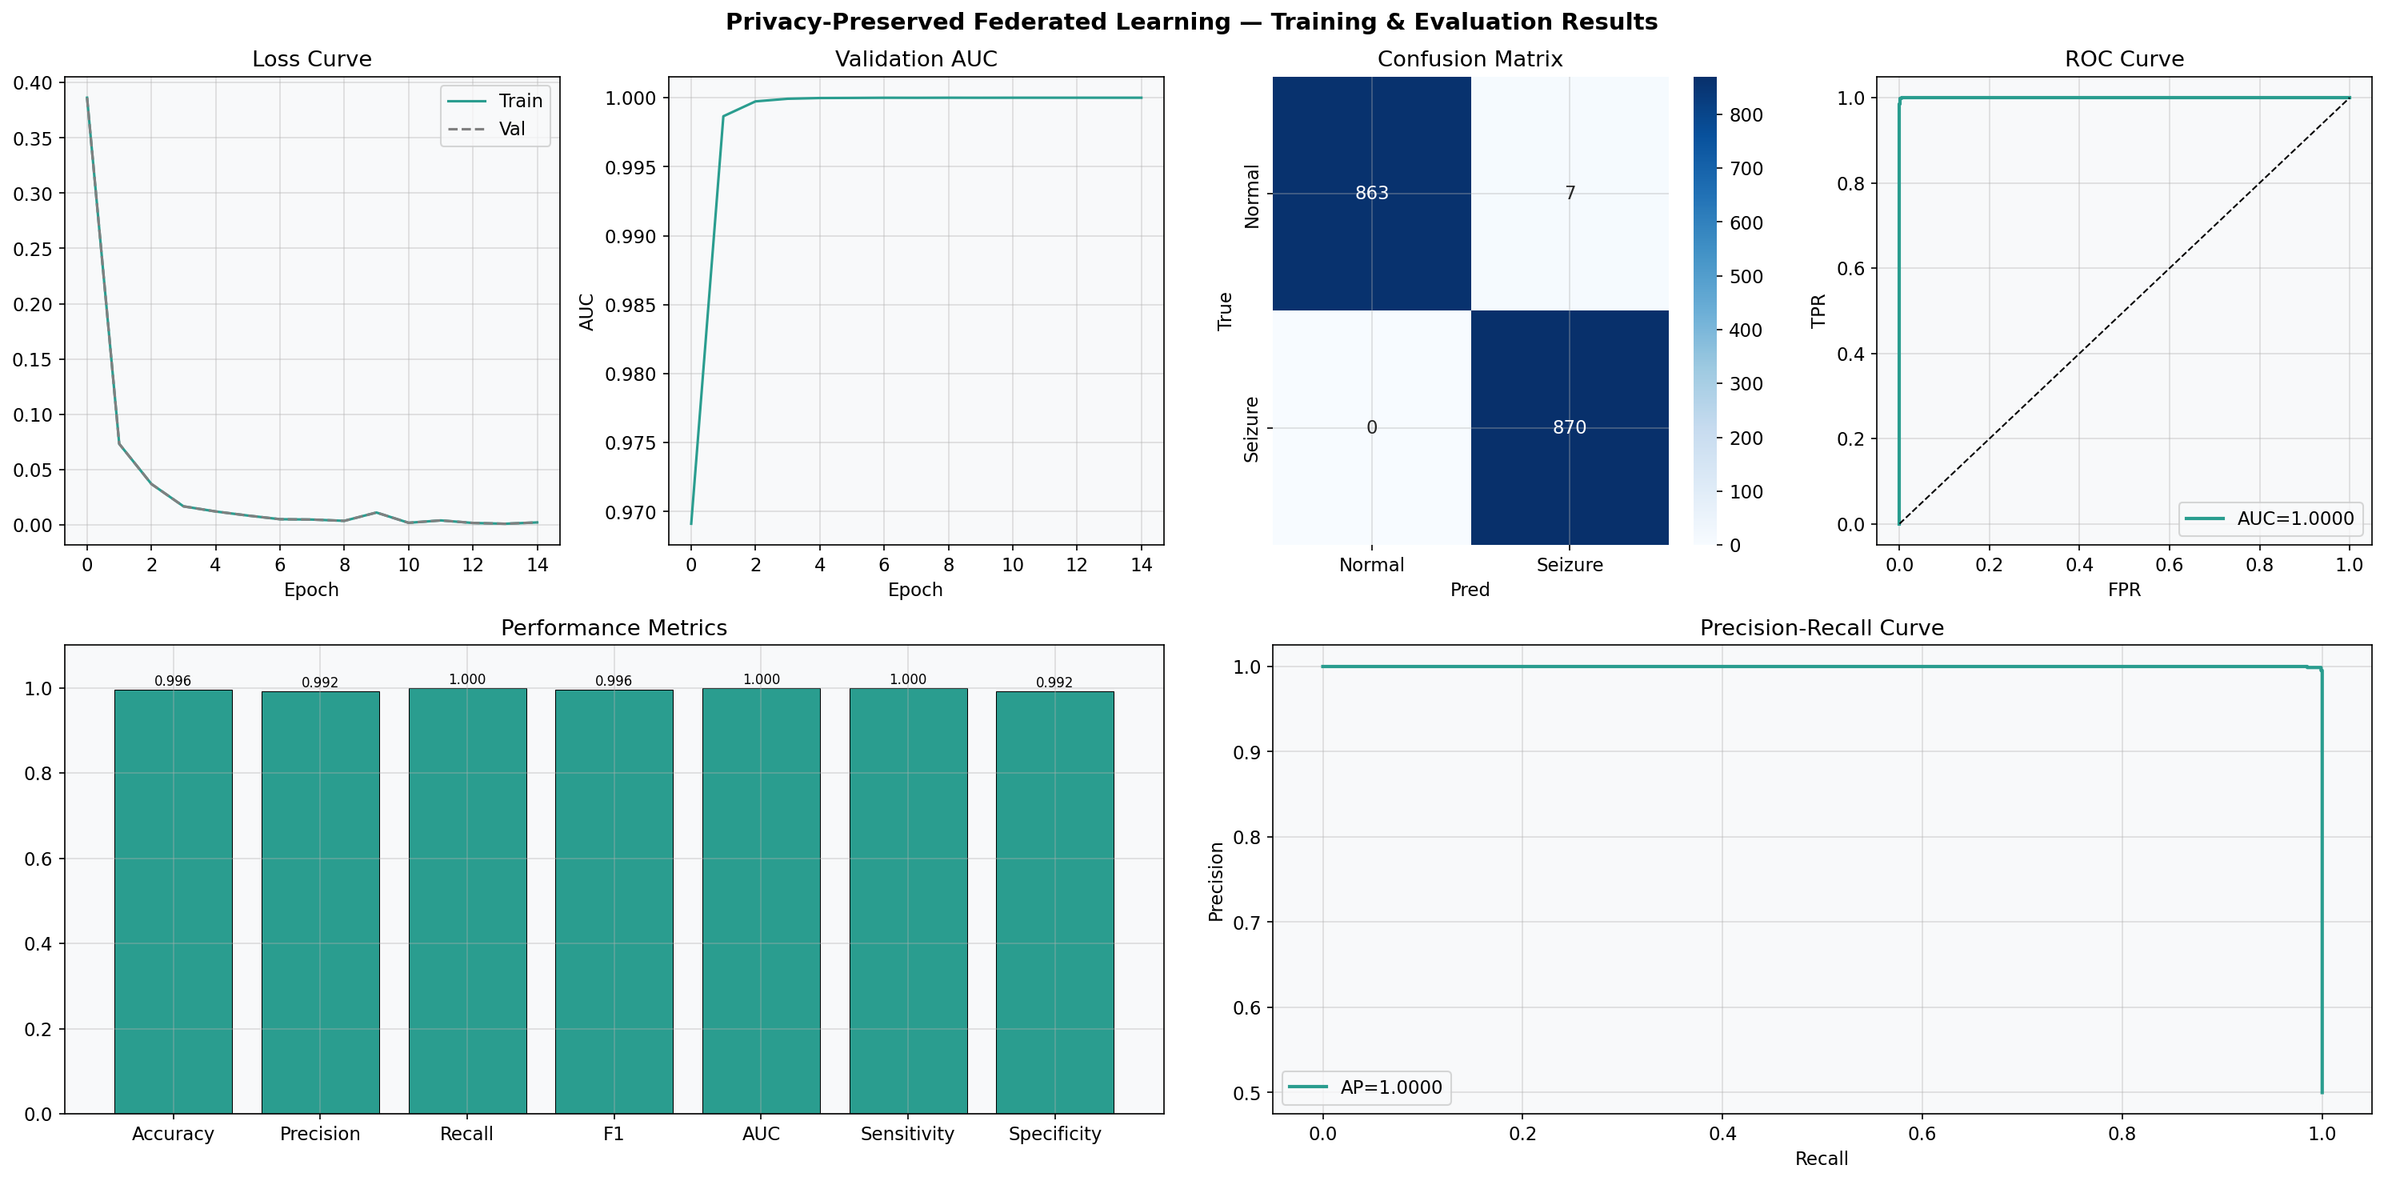 Privacy-Preserved Federated Learning — Training & Evaluation Results
Loss Curve
0.40
0.35
0.30
0.25
0.20
0.15
0.10
0.05
0.00
Train
Val
0 2 4 6 8 10 12 14
Epoch
Validation AUC
AUC
1.000
0.995
0.990
0.985
0.980
0.975
0.970
0 2 4 6 8 10 12 14
Epoch
Confusion Matrix
True
Normal
Seizure
863 7
0 870
Normal Seizure
Pred
800
700
600
500
400
300
200
100
0
ROC Curve
TPR
1.0
0.8
0.6
0.4
0.2
0.0
AUC=1.0000
0.0 0.2 0.4 0.6 0.8 1.0
FPR
Performance Metrics
1.0
0.8
0.6
0.4
0.2
0.0
0.996 0.992 1.000 0.996 1.000 1.000 0.992
Accuracy Precision Recall F1 AUC Sensitivity Specificity
Precision-Recall Curve
Precision
1.0
0.9
0.8
0.7
0.6
0.5
AP=1.0000
0.0 0.2 0.4 0.6 0.8 1.0
Recall